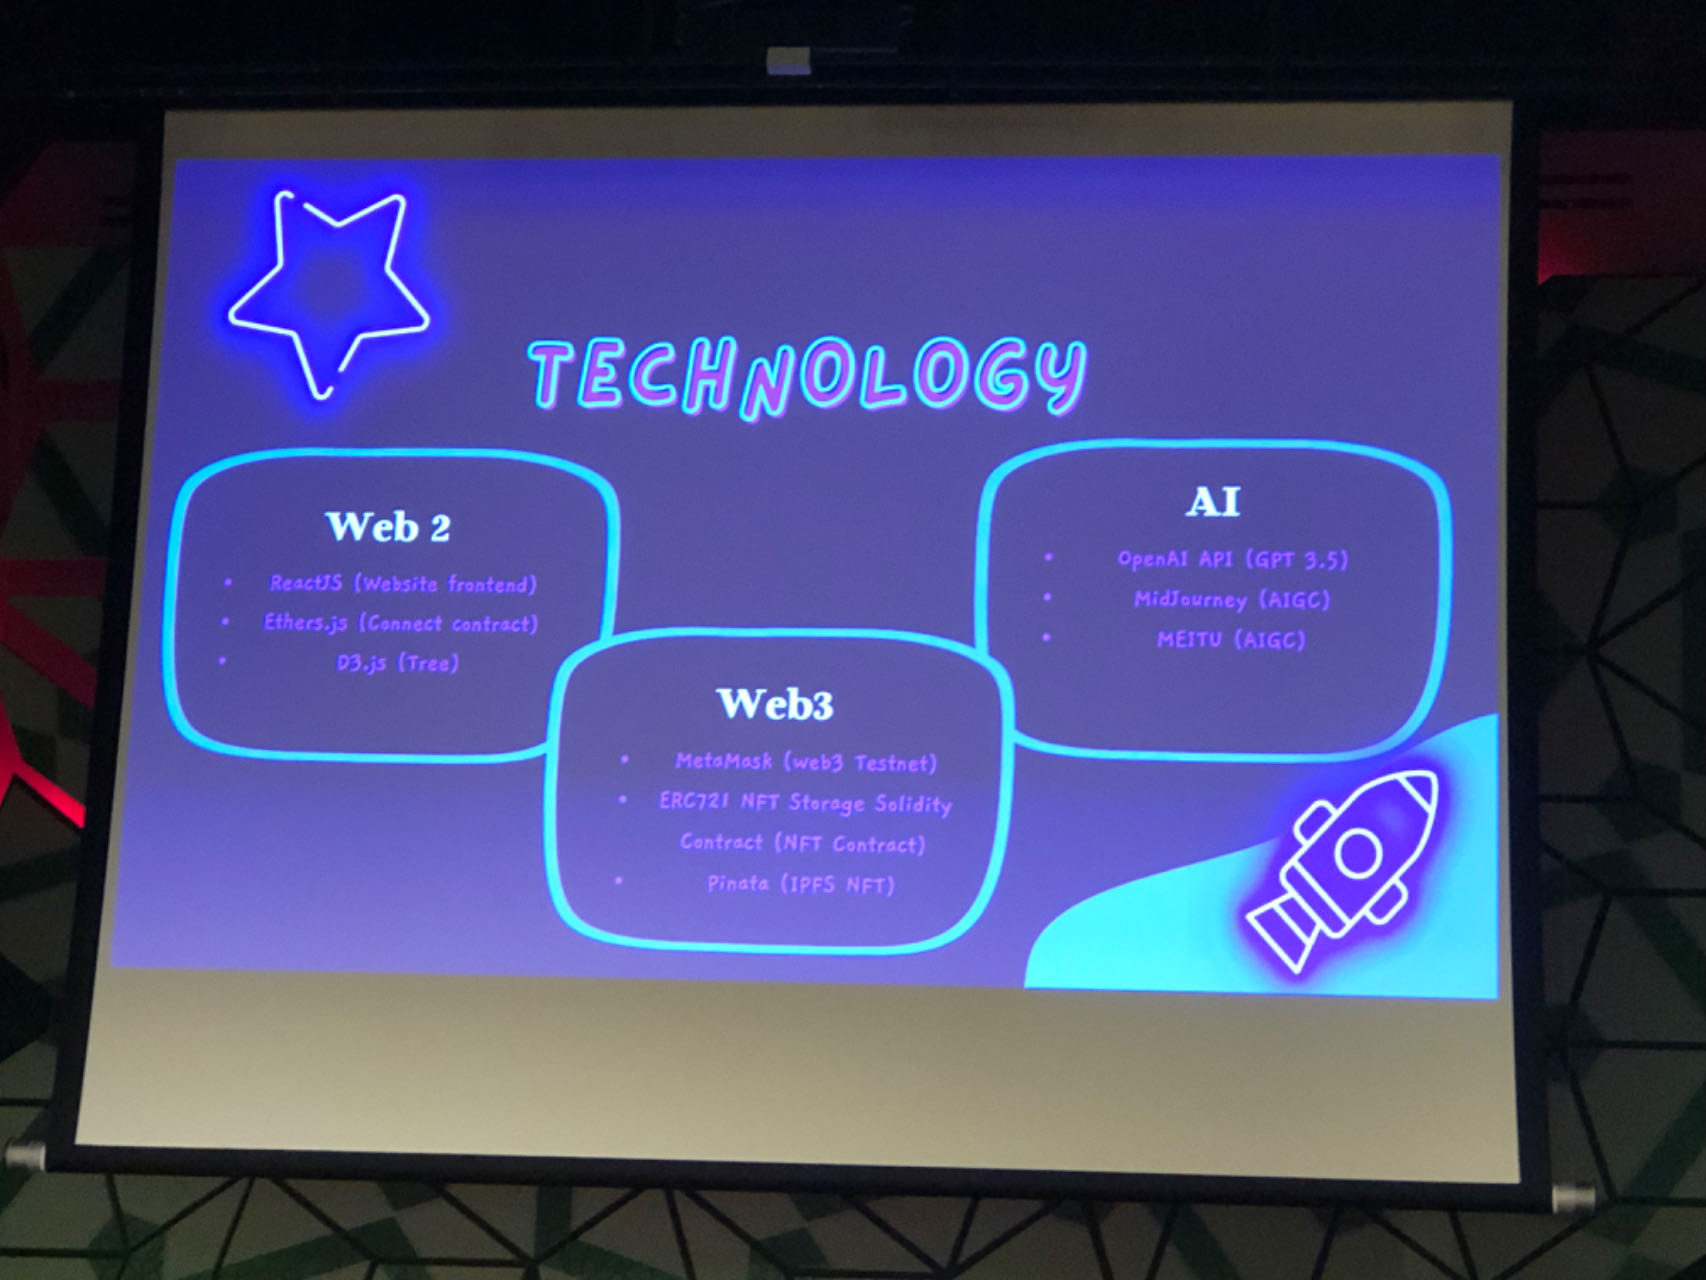 TECHNOLOGY
Web 2
• ReactJS (Website frontend)
• Ethers.js (Connect contract)
• D3.js (Tree)
Web3
• MetaMask (web3 Testnet)
• ERC721 NFT Storage Solidity
Contract (NFT Contract)
• Pinata (IPFS NFT)
AI
• OpenAI API (GPT 3.5)
• MidJourney (AIGC)
• MEITU (AIGC)